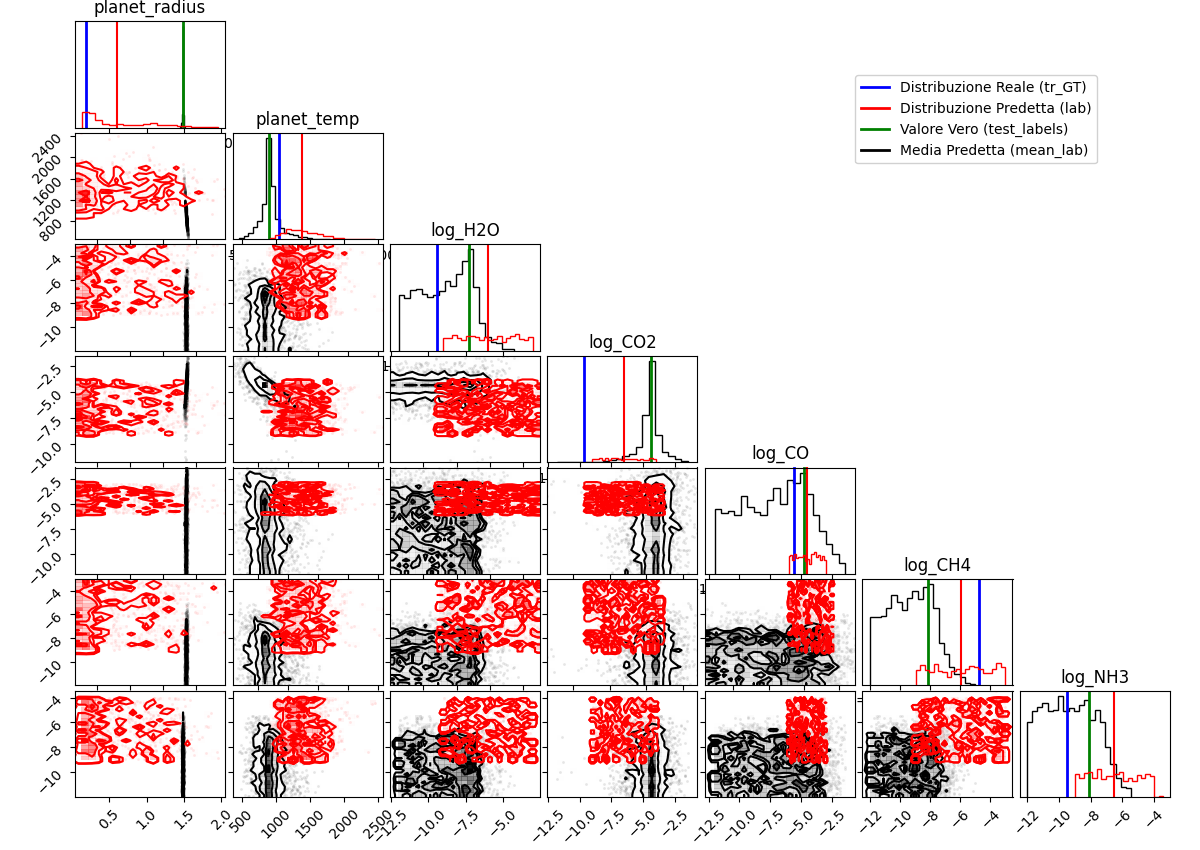 planet_radius
Distribuzione Reale (tr_GT)
Distribuzione Predetta (lab)
Valore Vero (test_labels)
Media Predetta (mean_lab)
planet_temp
2400
2000
1600
1200
800
log_H2O
−4
−6
−8
−10
log_CO2
−2.5
−5.0
−7.5
−10.0
log_CO
−2.5
−5.0
−7.5
−10.0
log_CH4
−4
−6
−8
−10
log_NH3
−4
−6
−8
−10
0.5 1.0 1.5 2.0 500 1000 1500 2000 2500 −12.5 −10.0 −7.5 −5.0 −12.5 −10.0 −7.5 −5.0 −2.5 −12.5 −10.0 −7.5 −5.0 −2.5 −12 −10 −8 −6 −4 −12 −10 −8 −6 −4